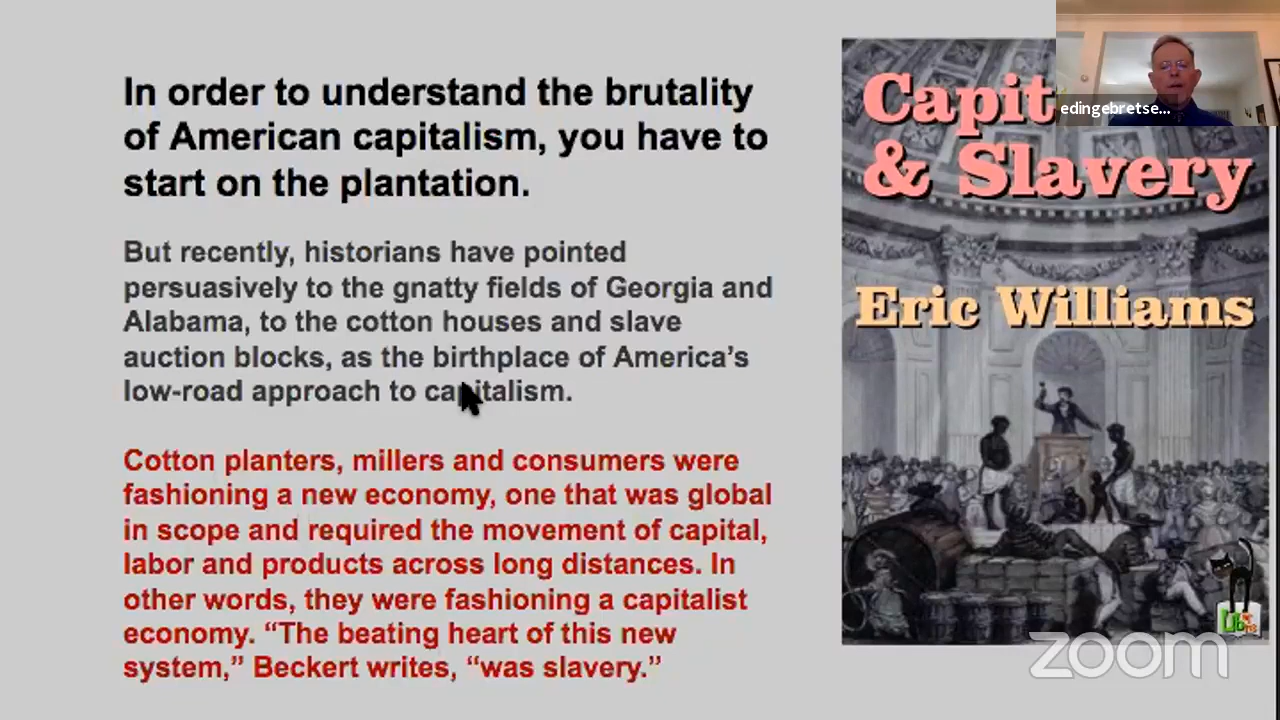 In order to understand the brutality
of American capitalism, you have to
start on the plantation.
But recently, historians have pointed
persuasively to the gnatty fields of Georgia and
Alabama, to the cotton houses and slave
auction blocks, as the birthplace of America’s
low-road approach to capitalism.
Cotton planters, millers and consumers were
fashioning a new economy, one that was global
in scope and required the movement of capital,
labor and products across long distances. In
other words, they were fashioning a capitalist
economy. “The beating heart of this new
system,” Beckert writes, “was slavery.”
Capit
& Slavery
Eric Williams
edingebretse...
zoom